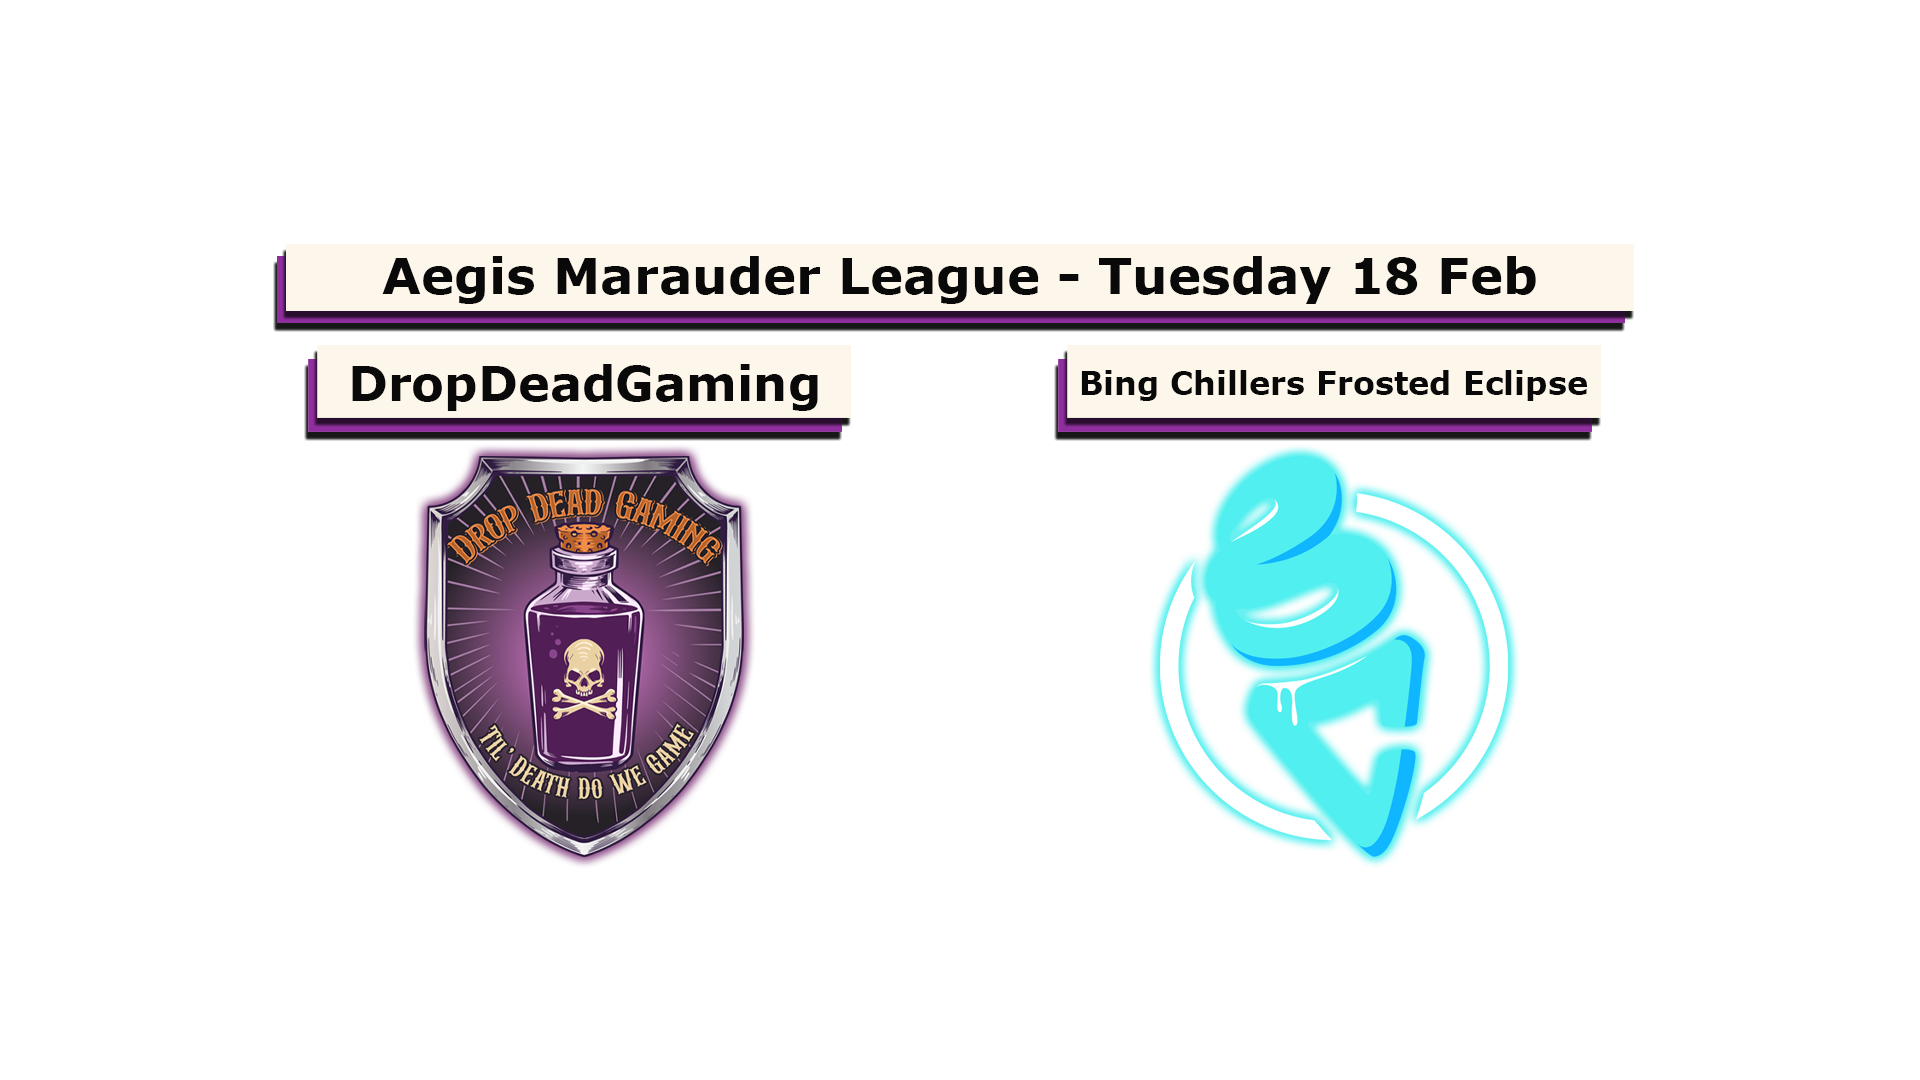 Aegis Marauder League - Tuesday 18 Feb
DropDeadGaming
Bing Chillers Frosted Eclipse
DROP DEAD GAMING
TIL' DEATH DO WE GAME
BC